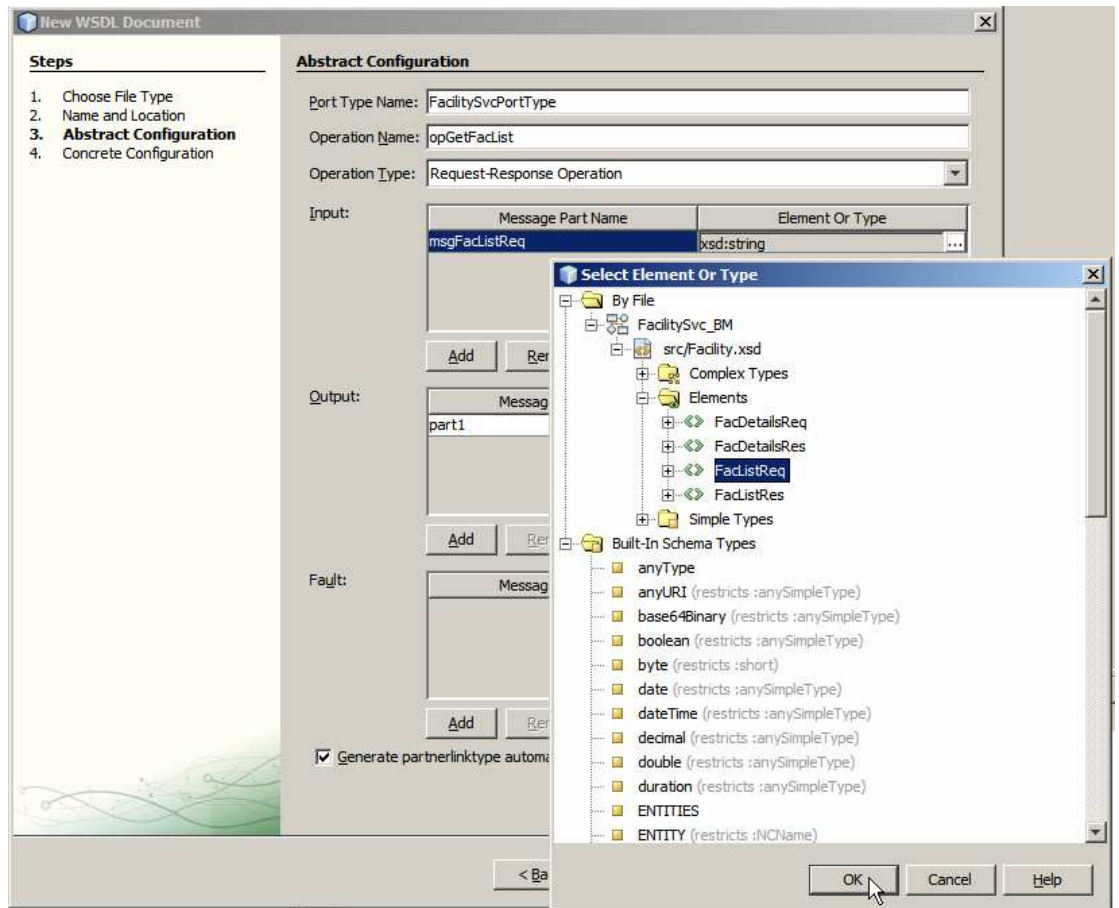 New WSDL Document
Steps
1. Choose File Type
2. Name and Location
3. Abstract Configuration
4. Concrete Configuration
Abstract Configuration
Port Type Name: FacilitySvcPortType
Operation Name: opGetFacList
Operation Type: Request-Response Operation
Input:
Message Part Name Element Or Type
msgFacListReq xsd:string ...
Add
Output:
part1
Add
Fault:
Add
Generate partnerlinktype
Select Element Or Type
By File
FacilitySvc_BM
src/Facility.xsd
Complex Types
Elements
FacDetailsReq
FacDetailsRes
FacListReq
FacListRes
Simple Types
Built-In Schema Types
anyType
anyURI (restricts :anySimpleType)
base64Binary (restricts :anySimpleType)
boolean (restricts :anySimpleType)
byte (restricts :short)
date (restricts :anySimpleType)
dateTime (restricts :anySimpleType)
decimal (restricts :anySimpleType)
double (restricts :anySimpleType)
duration (restricts :anySimpleType)
ENTITIES
ENTITY (restricts :NCName)
OK Cancel Help